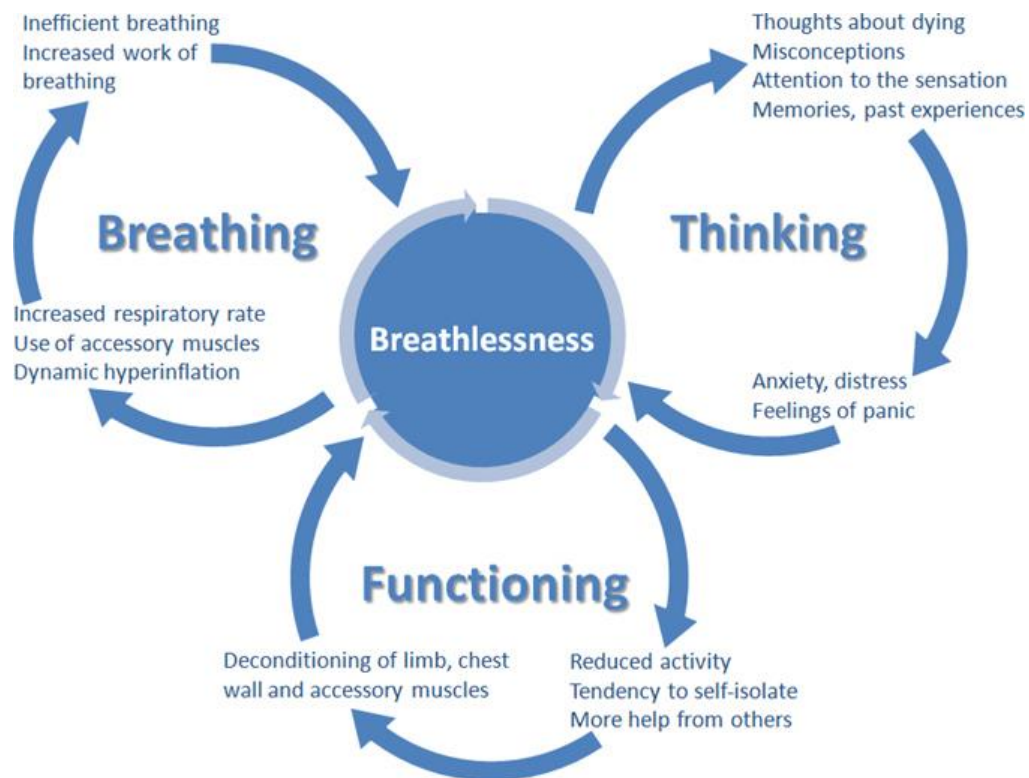 Inefficient breathing
Increased work of
breathing
Breathing
Increased respiratory rate
Use of accessory muscles
Dynamic hyperinflation
Thoughts about dying
Misconceptions
Attention to the sensation
Memories, past experiences
Thinking
Anxiety, distress
Feelings of panic
Breathlessness
Functioning
Deconditioning of limb, chest
wall and accessory muscles
Reduced activity
Tendency to self-isolate
More help from others